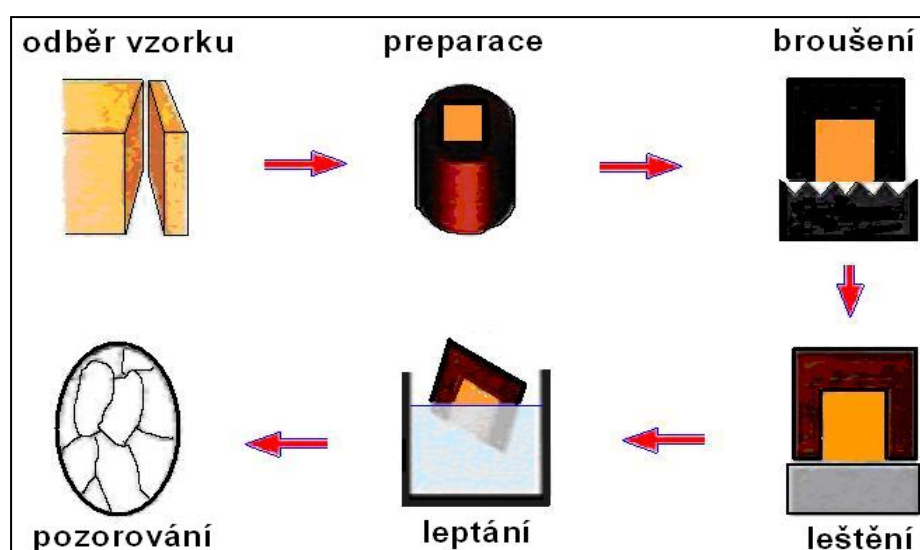 odběr vzorku
preparace
broušení
leštění
leptání
pozorování